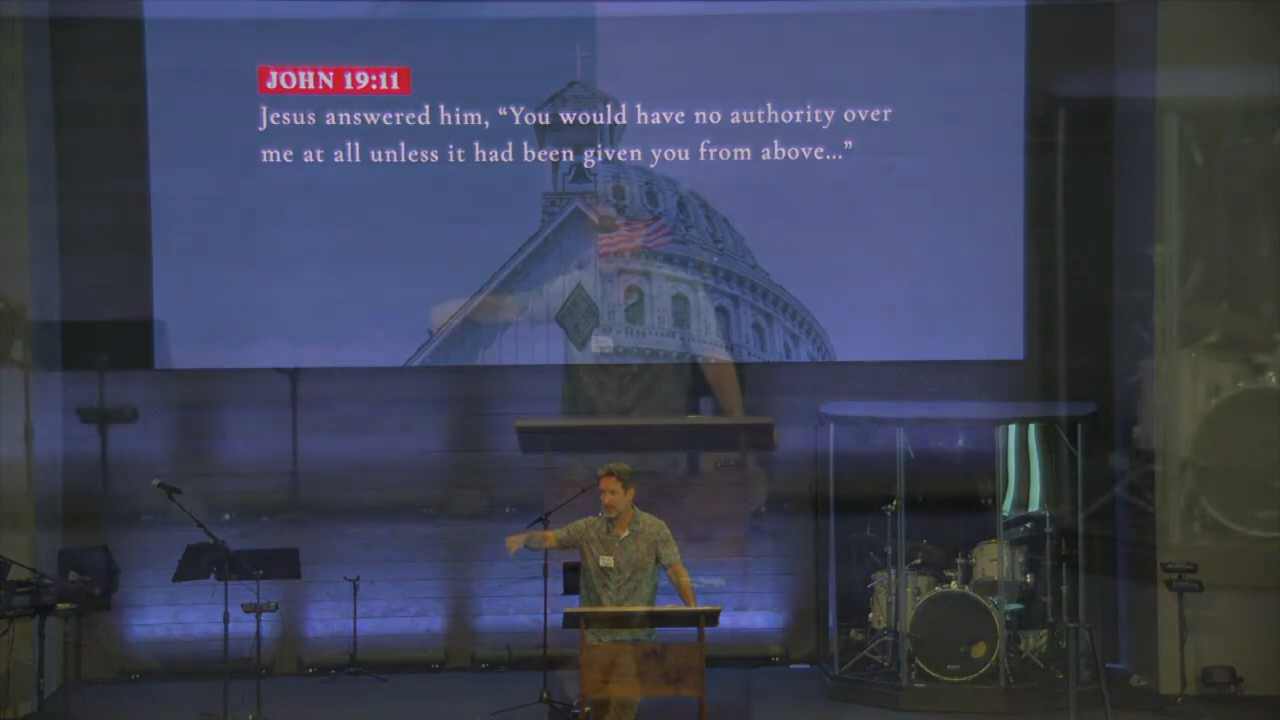 JOHN 19:11
Jesus answered him, “You would have no authority over
me at all unless it had been given you from above...”